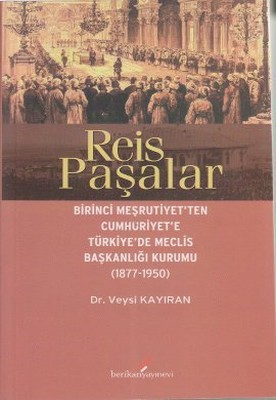 Reis
Paşalar
BİRİNCİ MEŞRUTİYET'TEN
CUMHURİYET'E
TÜRKİYE'DE MECLİS
BAŞKANLIĞI KURUMU
(1877-1950)
Dr. Veysi KAYIRAN
berikanyayınevi